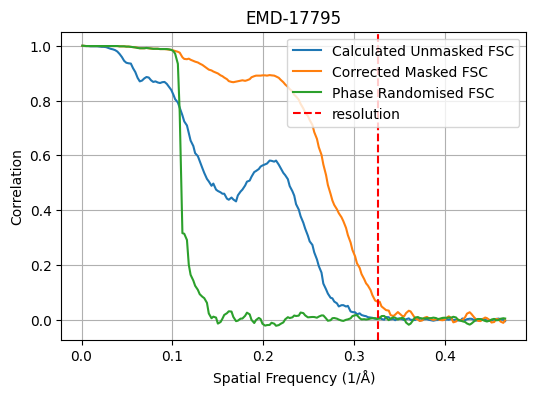 EMD-17795
Calculated Unmasked FSC
Corrected Masked FSC
Phase Randomised FSC
resolution
1.0
0.8
0.6
0.4
0.2
0.0
Correlation
0.0 0.1 0.2 0.3 0.4
Spatial Frequency (1/Å)